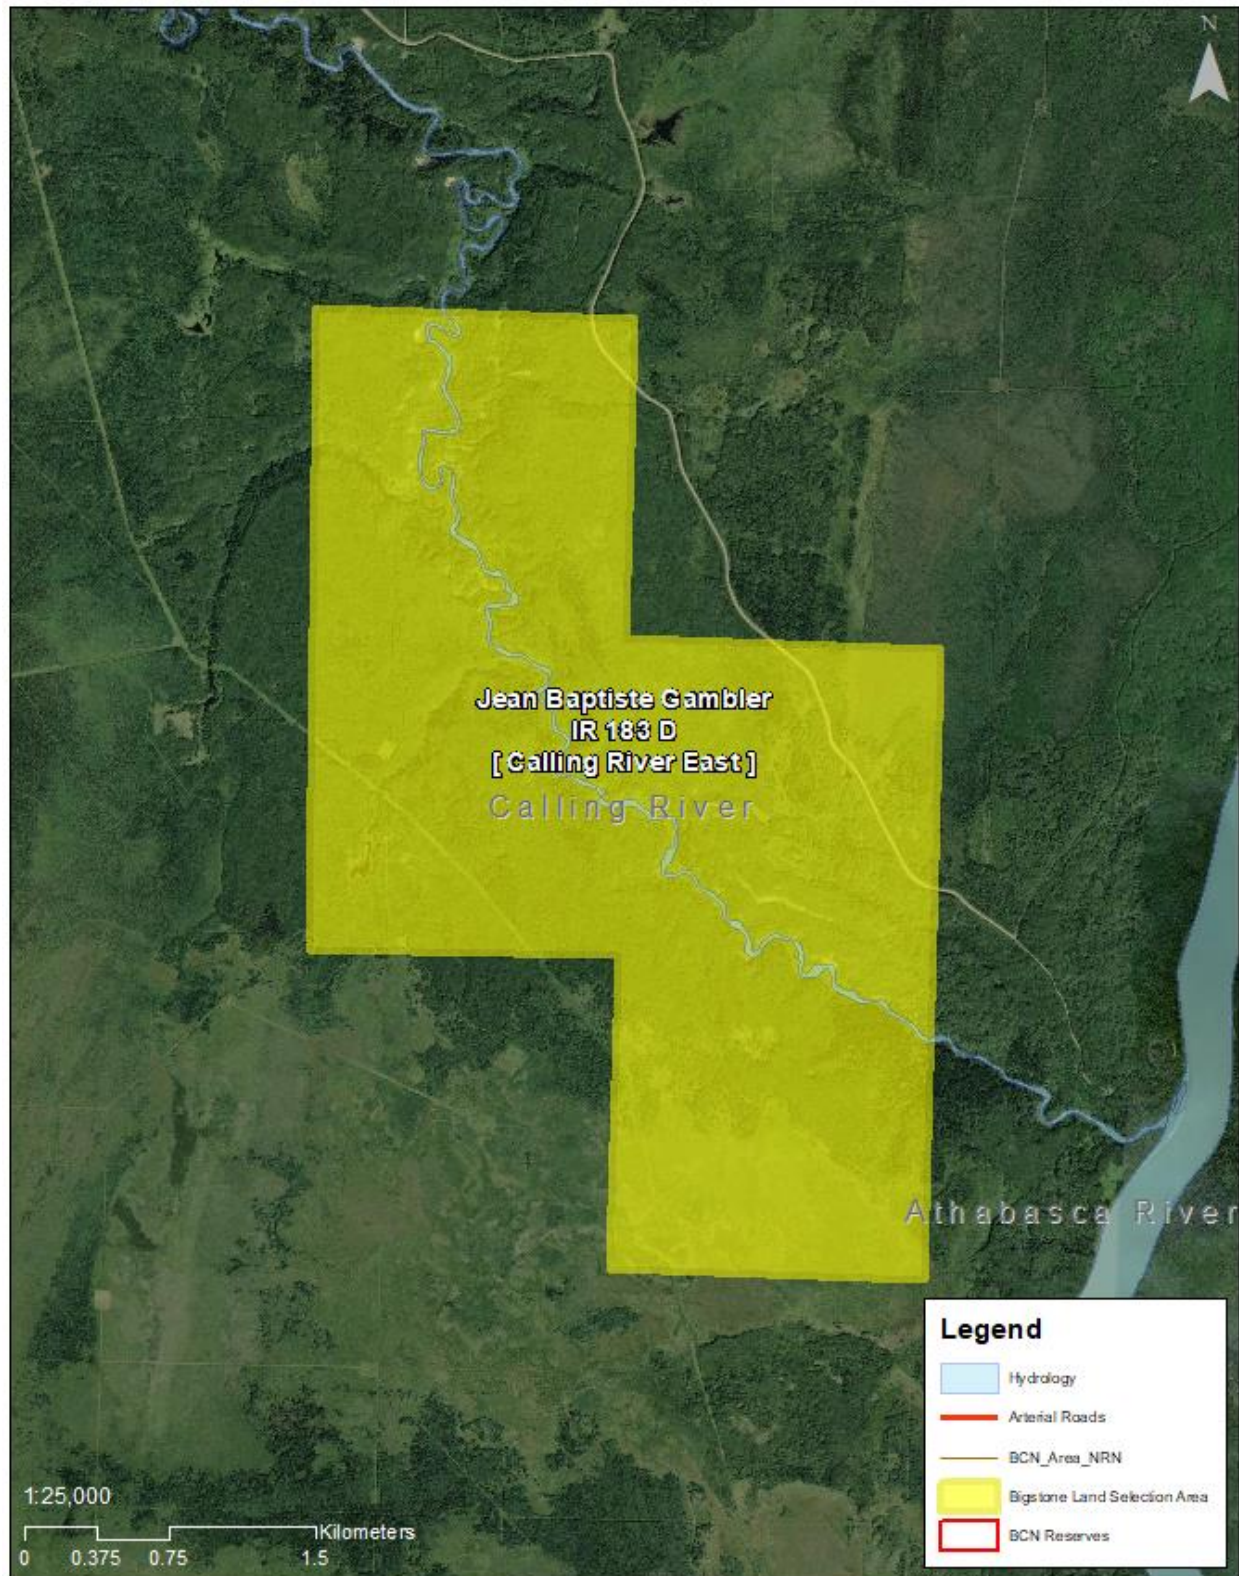 N
Jean Baptiste Gambler
IR 183 D
[ Calling River East ]
Calling River
Athabasca River
Legend
Hydrology
Arterial Roads
BCN_Area_NRN
Bigstone Land Selection Area
BCN Reserves
1:25,000
Kilometers
0 0.375 0.75 1.5